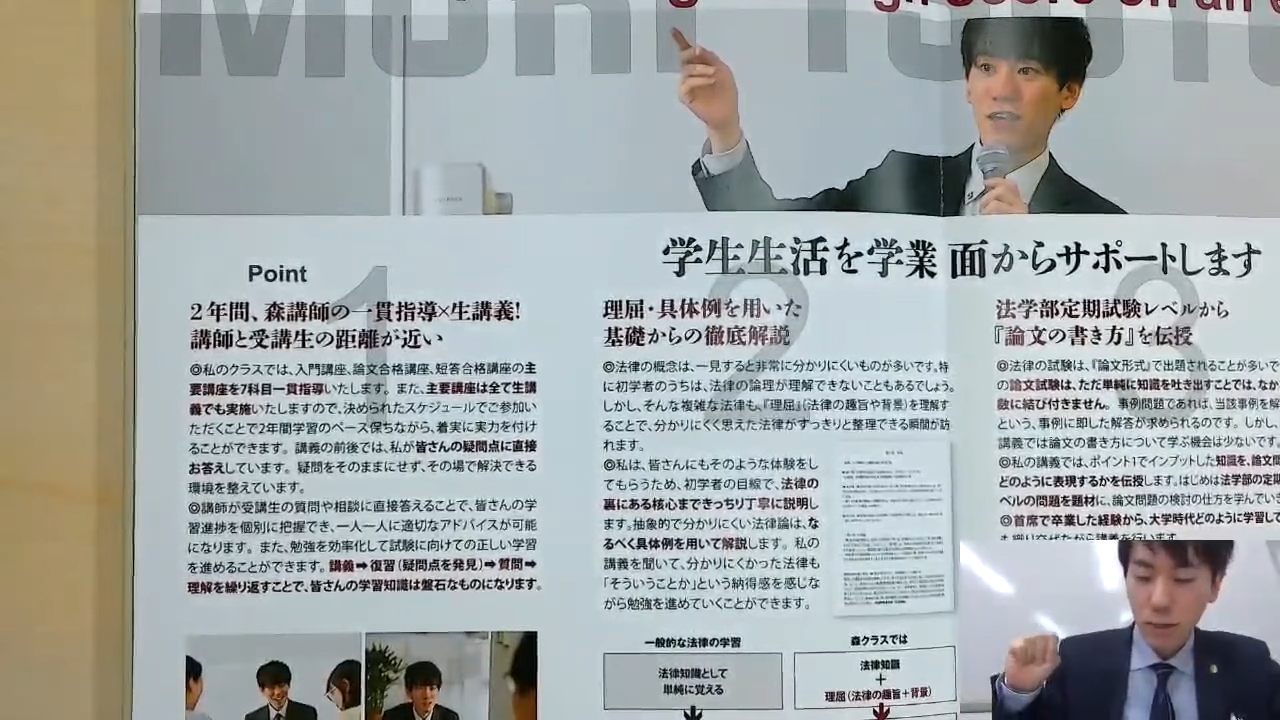 学生生活を学業面からサポートします
Point
1
2年間、森講師の一貫指導×生講義!
講師と受講生の距離が近い
◎私のクラスでは、入門講座、論文合格講座、短答合格講座の主
要講座を7科目一貫指導いたします。また、主要講座は全て生講
義でも実施いたしますので、決められたスケジュールでご参加い
ただくことで2年間学習のペース保ちながら、着実に実力を付け
ることができます。講義の前後では、私が皆さんの疑問点に直接
お答えしています。疑問をそのままにせず、その場で解決できる
環境を整えています。
◎講師が受講生の質問や相談に直接答えることで、皆さんの学
習進捗を個別に把握でき、一人一人に適切なアドバイスが可能
になります。また、勉強を効率化して試験に向けての正しい学習
を進めることができます。講義➡復習(疑問点を発見)➡質問➡
理解を繰り返すことで、皆さんの学習知識は盤石なものになります。
2
理屈・具体例を用いた
基礎からの徹底解説
◎法律の概念は、一見すると非常に分かりにくいものが多いです。特
に初学者のうちは、法律の論理が理解できないこともあるでしょう。
しかし、そんな複雑な法律も、『理屈』(法律の趣旨や背景)を理解す
ることで、分かりにくく思えた法律がすっきりと整理できる瞬間が訪
れます。
◎私は、皆さんにもそのような体験をし
てもらうため、初学者の目線で、法律の
裏にある核心まできっちり丁寧に説明し
ます。抽象的で分かりにくい法律論は、な
るべく具体例を用いて解説します。私の
講義を聞いて、分かりにくかった法律も
「そういうことか」という納得感を感じな
がら勉強を進めていくことができます。
一般的な法律の学習
法律知識として
単純に覚える
森クラスでは
法律知識
+
理屈(法律の趣旨+背景)
3
法学部定期試験レベルから
『論文の書き方』を伝授
◎法律の試験は、『論文形式』で出題されることが多いで
の論文試験は、ただ単純に知識を吐き出すことでは、なか
敵に結び付きません。事例問題であれば、当該事例を解
という、事例に即した解答が求められるのです。しかし、
講義では論文の書き方について学ぶ機会は少ないです。
◎私の講義では、ポイント1でインプットした知識を、論文問
どのように表現するかを伝授します。はじめは法学部の定期
ベルの問題を題材に、論文問題の検討の仕方を学んでい
◎首席で卒業した経験から、大学時代どのように学習して